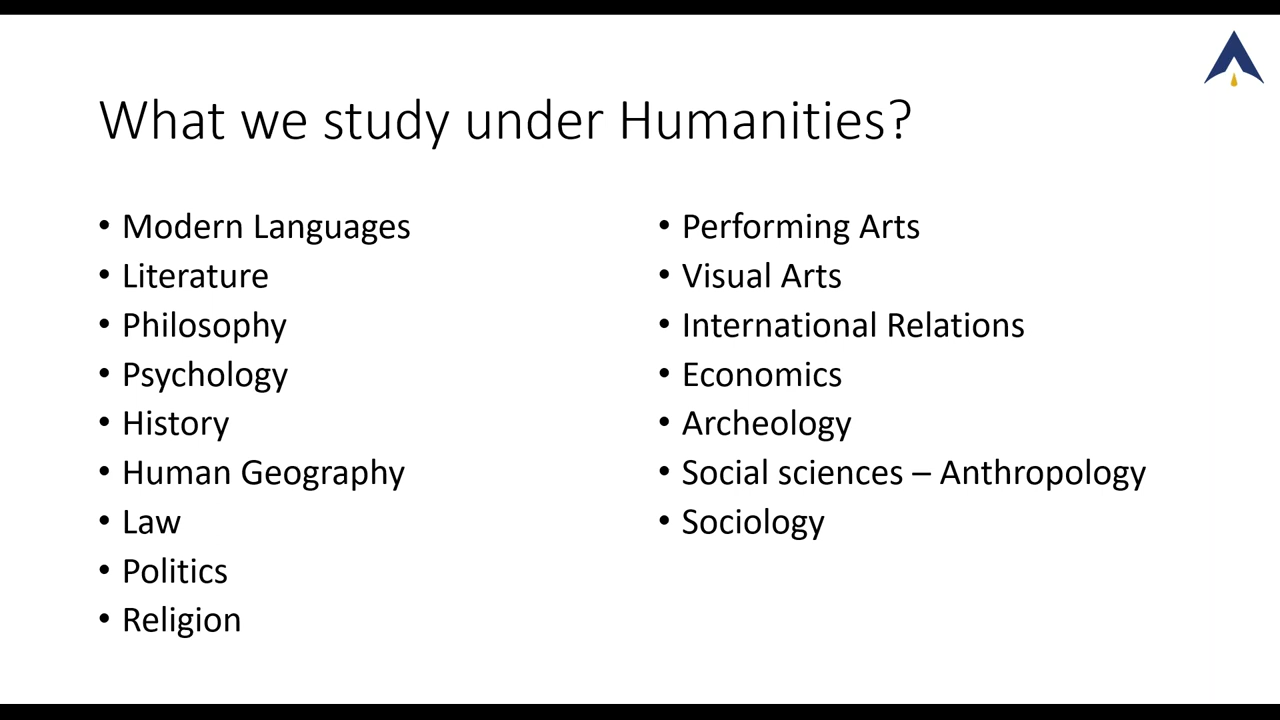 What we study under Humanities?
• Modern Languages
• Literature
• Philosophy
• Psychology
• History
• Human Geography
• Law
• Politics
• Religion
• Performing Arts
• Visual Arts
• International Relations
• Economics
• Archeology
• Social sciences – Anthropology
• Sociology